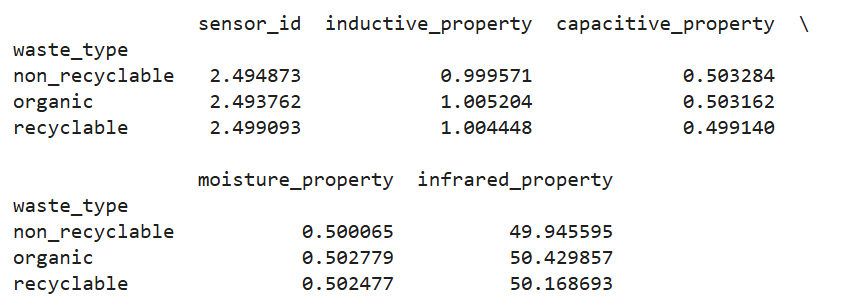 sensor_id inductive_property capacitive_property \
waste_type
non_recyclable 2.494873 0.999571 0.503284
organic 2.493762 1.005204 0.503162
recyclable 2.499093 1.004448 0.499140
moisture_property infrared_property
waste_type
non_recyclable 0.500065 49.945595
organic 0.502779 50.429857
recyclable 0.502477 50.168693